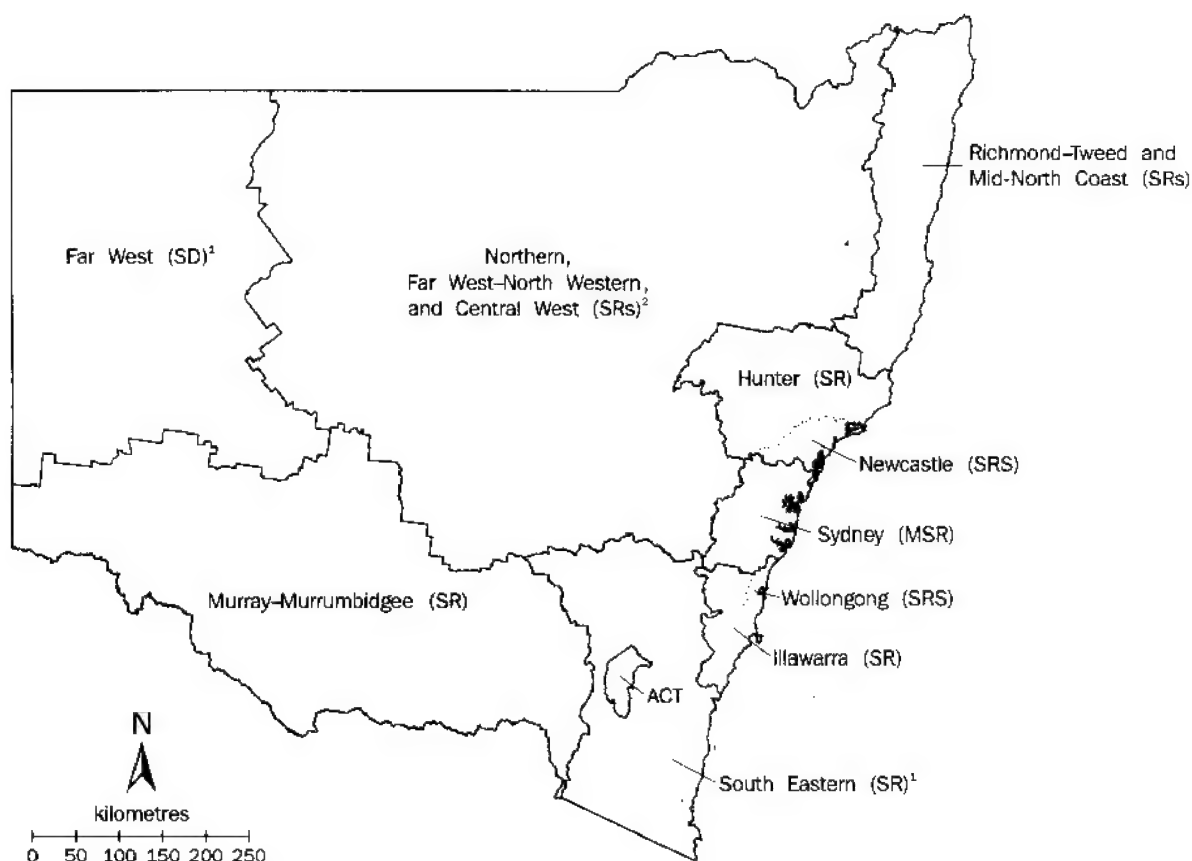 Richmond–Tweed and
Mid-North Coast (SRs)
Far West (SD)¹
Northern,
Far West–North Western,
and Central West (SRs)²
Hunter (SR)
Newcastle (SRS)
Sydney (MSR)
Murray–Murrumbidgee (SR)
Wollongong (SRS)
Illawarra (SR)
ACT
South Eastern (SR)¹
N
kilometres
0 50 100 150 200 250